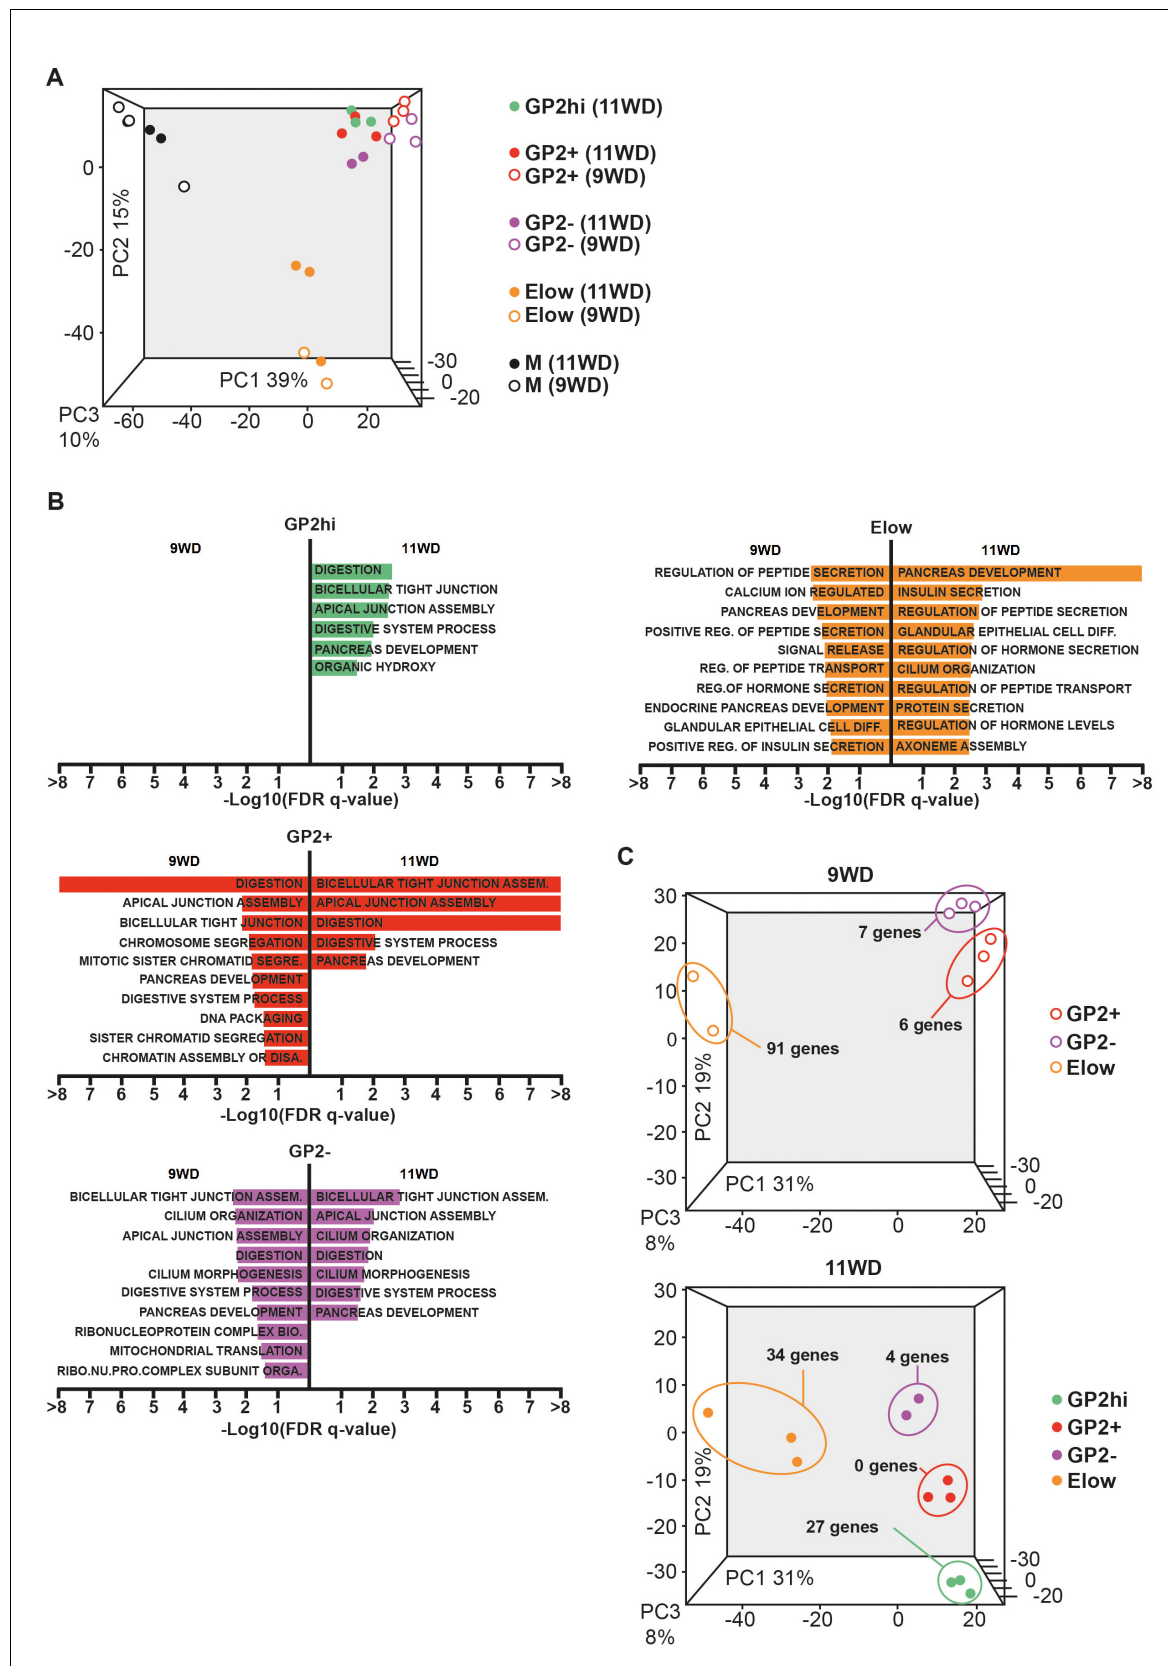 A
GP2hi (11WD)
GP2+ (11WD)
GP2+ (9WD)
GP2- (11WD)
GP2- (9WD)
Elow (11WD)
Elow (9WD)
M (11WD)
M (9WD)
0
-20
-40
PC2 15%
PC1 39%
-30
0
-20
PC3
10%
-60 -40 -20 0 20
B
GP2hi
9WD 11WD
DIGESTION
BICELLULAR TIGHT JUNCTION
APICAL JUNCTION ASSEMBLY
DIGESTIVE SYSTEM PROCESS
PANCREAS DEVELOPMENT
ORGANIC HYDROXY
>8 7 6 5 4 3 2 1 1 2 3 4 5 6 7 >8
-Log10(FDR q-value)
Elow
9WD 11WD
REGULATION OF PEPTIDE SECRETION PANCREAS DEVELOPMENT
CALCIUM ION REGULATED INSULIN SECRETION
PANCREAS DEVELOPMENT REGULATION OF PEPTIDE SECRETION
POSITIVE REG. OF PEPTIDE SECRETION GLANDULAR EPITHELIAL CELL DIFF.
SIGNAL RELEASE REGULATION OF HORMONE SECRETION
REG. OF PEPTIDE TRANSPORT CILIUM ORGANIZATION
REG.OF HORMONE SECRETION REGULATION OF PEPTIDE TRANSPORT
ENDOCRINE PANCREAS DEVELOPMENT PROTEIN SECRETION
GLANDULAR EPITHELIAL CELL DIFF. REGULATION OF HORMONE LEVELS
POSITIVE REG. OF INSULIN SECRETION AXONEME ASSEMBLY
>8 7 6 5 4 3 2 1 1 2 3 4 5 6 7 >8
-Log10(FDR q-value)
GP2+
9WD 11WD
DIGESTION BICELLULAR TIGHT JUNCTION ASSEM.
APICAL JUNCTION ASSEMBLY APICAL JUNCTION ASSEMBLY
BICELLULAR TIGHT JUNCTION DIGESTION
CHROMOSOME SEGREGATION DIGESTIVE SYSTEM PROCESS
MITOTIC SISTER CHROMATID SEGRE. PANCREAS DEVELOPMENT
PANCREAS DEVELOPMENT
DIGESTIVE SYSTEM PROCESS
DNA PACKAGING
SISTER CHROMATID SEGREGATION
CHROMATIN ASSEMBLY OR DISA.
>8 7 6 5 4 3 2 1 1 2 3 4 5 6 7 >8
-Log10(FDR q-value)
GP2-
9WD 11WD
BICELLULAR TIGHT JUNCTION ASSEM. BICELLULAR TIGHT JUNCTION ASSEM.
CILIUM ORGANIZATION APICAL JUNCTION ASSEMBLY
APICAL JUNCTION ASSEMBLY CILIUM ORGANIZATION
DIGESTION DIGESTION
CILIUM MORPHOGENESIS CILIUM MORPHOGENESIS
DIGESTIVE SYSTEM PROCESS DIGESTIVE SYSTEM PROCESS
PANCREAS DEVELOPMENT PANCREAS DEVELOPMENT
RIBONUCLEOPROTEIN COMPLEX BIO.
MITOCHONDRIAL TRANSLATION
RIBO.NU.PRO.COMPLEX SUBUNIT ORGA.
>8 7 6 5 4 3 2 1 1 2 3 4 5 6 7 >8
-Log10(FDR q-value)
C
9WD
30
20
10
0
-10
-20
-30
7 genes
6 genes
91 genes
PC2 19%
PC1 31%
-30
0
-20
PC3
8%
-40 -20 0 20
GP2+
GP2-
Elow
11WD
30
20
10
0
-10
-20
-30
34 genes
4 genes
0 genes
27 genes
PC2 19%
PC1 31%
-30
0
-20
PC3
8%
-40 -20 0 20
GP2hi
GP2+
GP2-
Elow